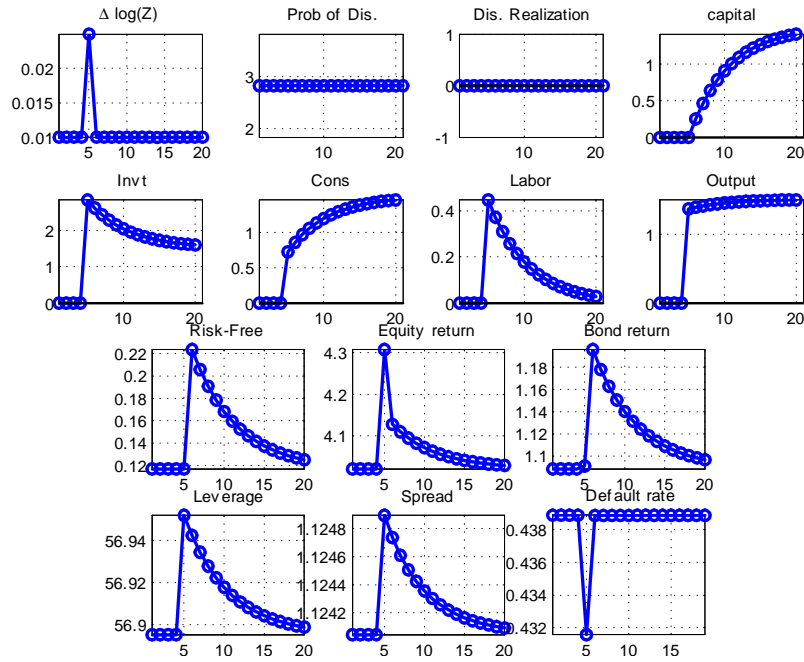 Δ log(Z)
Prob of Dis.
Dis. Realization
capital
0.025
0.02
0.015
0.01
5 10 15 20
3
2
10 20
1
0
-1
10 20
1
0.5
0
10 20
Invt
Cons
Labor
Output
2
1
0
10 20
1
0.5
0
10 20
0.4
0.2
0
10 20
1
0
10 20
Risk-Free
Equity return
Bond return
0.22
0.2
0.18
0.16
0.14
0.12
5 10 15 20
4.3
4.2
4.1
5 10 15 20
1.18
1.16
1.14
1.12
1.1
5 10 15 20
Leverage
Spread
Default rate
56.94
56.92
56.9
5 10 15 20
1.1248
1.1246
1.1244
1.1242
5 10 15 20
0.438
0.436
0.434
0.432
5 10 15